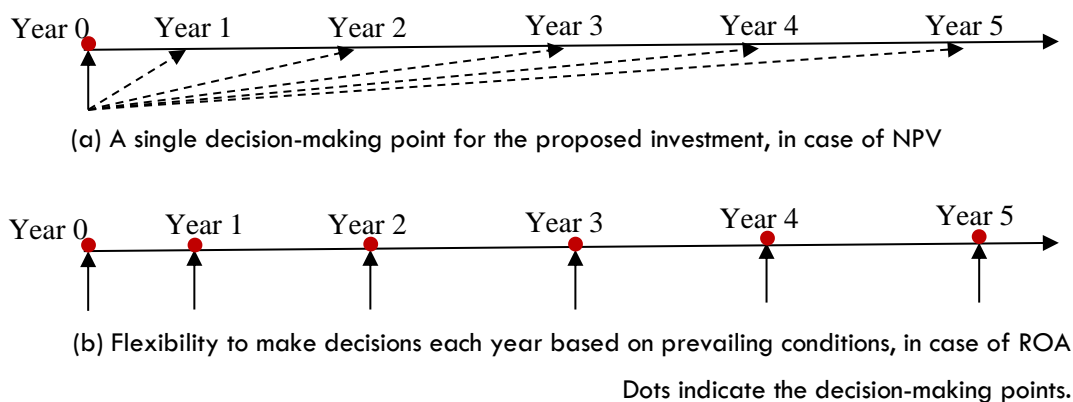 Year 0 Year 1 Year 2 Year 3 Year 4 Year 5
(a) A single decision-making point for the proposed investment, in case of NPV
Year 0 Year 1 Year 2 Year 3 Year 4 Year 5
(b) Flexibility to make decisions each year based on prevailing conditions, in case of ROA
Dots indicate the decision-making points.